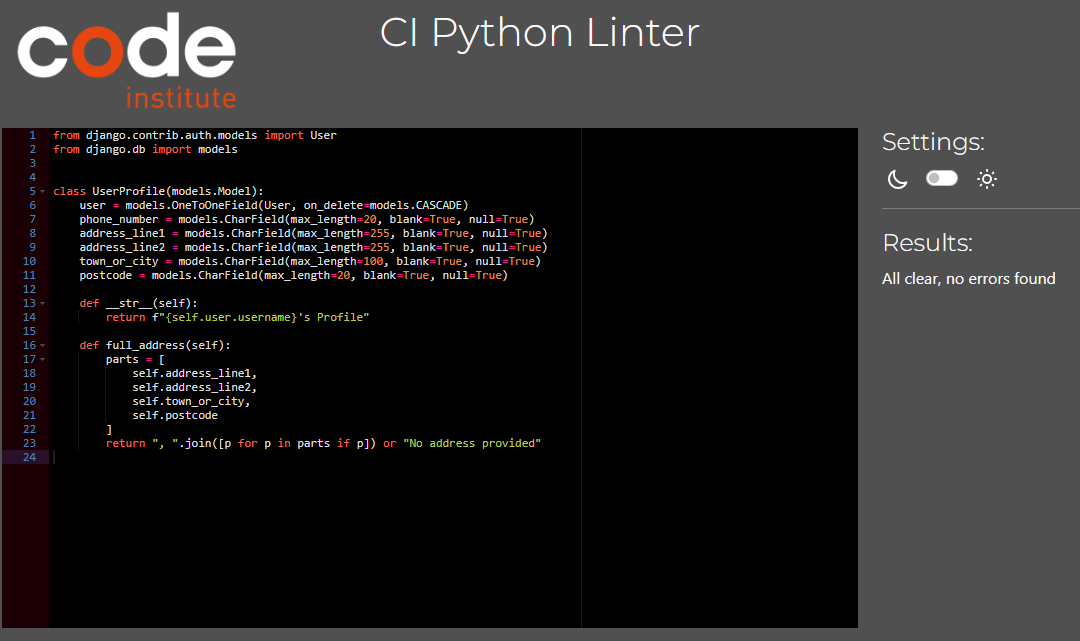 code
institute
CI Python Linter
1 from django.contrib.auth.models import User
2 from django.db import models
3
4
5 class UserProfile(models.Model):
6     user = models.OneToOneField(User, on_delete=models.CASCADE)
7     phone_number = models.CharField(max_length=20, blank=True, null=True)
8     address_line1 = models.CharField(max_length=255, blank=True, null=True)
9     address_line2 = models.CharField(max_length=255, blank=True, null=True)
10     town_or_city = models.CharField(max_length=100, blank=True, null=True)
11     postcode = models.CharField(max_length=20, blank=True, null=True)
12
13     def __str__(self):
14         return f"{self.user.username}'s Profile"
15
16     def full_address(self):
17         parts = [
18             self.address_line1,
19             self.address_line2,
20             self.town_or_city,
21             self.postcode
22         ]
23         return ", ".join([p for p in parts if p]) or "No address provided"
24
Settings:
Results:
All clear, no errors found